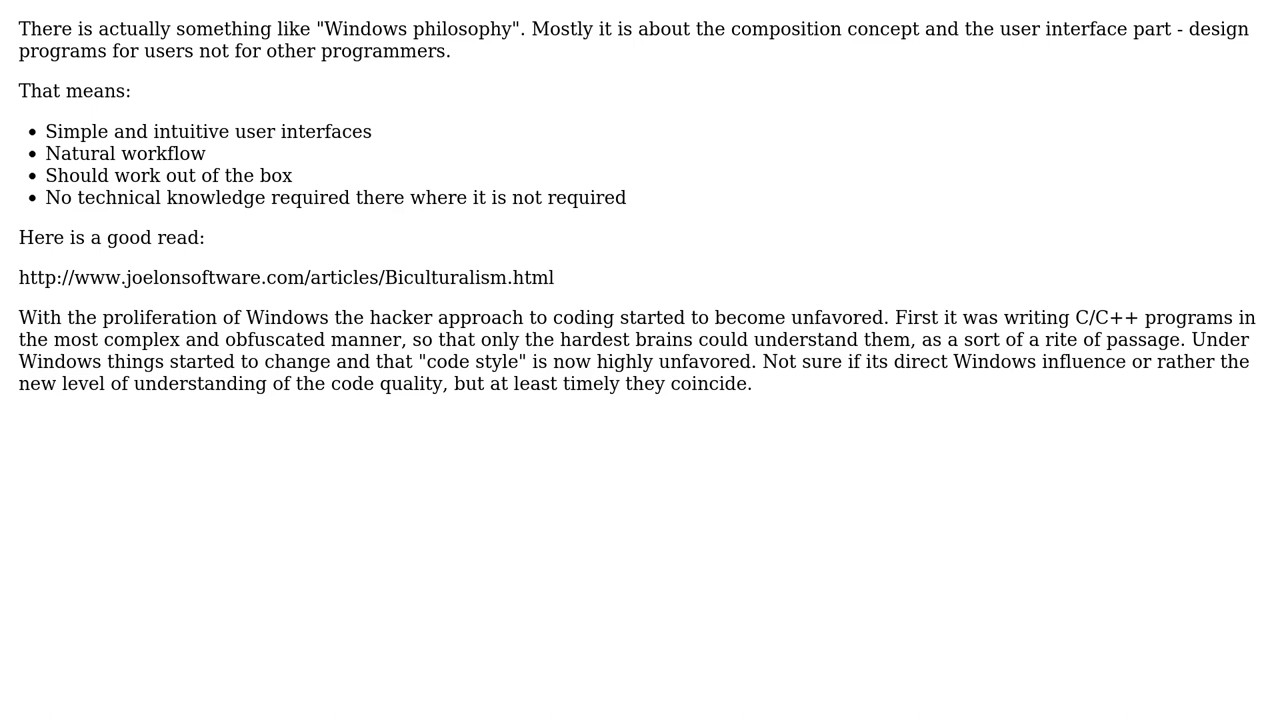 There is actually something like "Windows philosophy". Mostly it is about the composition concept and the user interface part - design
programs for users not for other programmers.
That means:
• Simple and intuitive user interfaces
• Natural workflow
• Should work out of the box
• No technical knowledge required there where it is not required
Here is a good read:
http://www.joelonsoftware.com/articles/Biculturalism.html
With the proliferation of Windows the hacker approach to coding started to become unfavored. First it was writing C/C++ programs in
the most complex and obfuscated manner, so that only the hardest brains could understand them, as a sort of a rite of passage. Under
Windows things started to change and that "code style" is now highly unfavored. Not sure if its direct Windows influence or rather the
new level of understanding of the code quality, but at least timely they coincide.